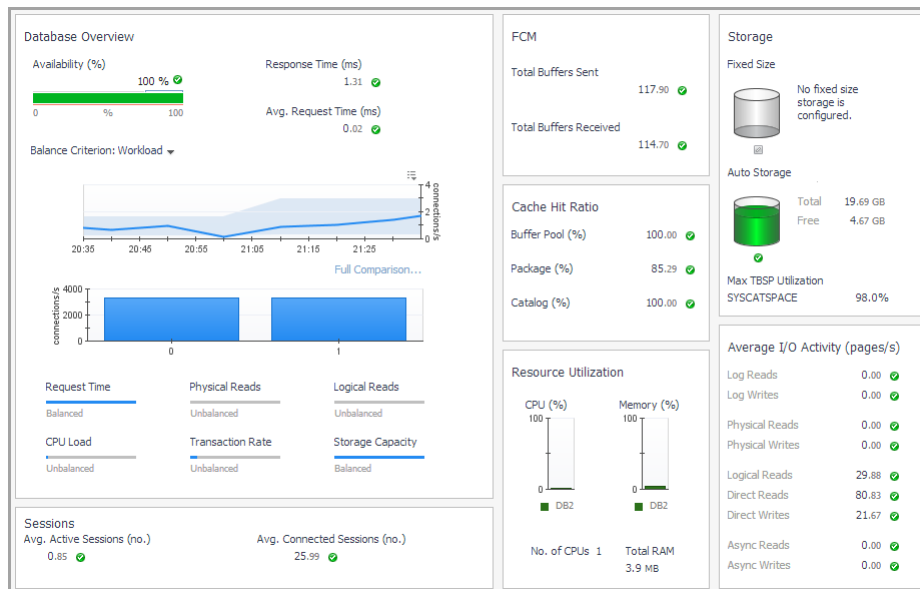 Database Overview
Availability (%)
100 %
0 % 100
Response Time (ms)
1.31
Avg. Request Time (ms)
0.02
Balance Criterion: Workload
4
2
0
connections/s
20:35 20:45 20:55 21:05 21:15 21:25
Full Comparison...
connections/s
4000
2000
0
0 1
Request Time Physical Reads Logical Reads
Balanced Unbalanced Unbalanced
CPU Load Transaction Rate Storage Capacity
Unbalanced Unbalanced Balanced
Sessions
Avg. Active Sessions (no.) Avg. Connected Sessions (no.)
0.85 25.99
FCM
Total Buffers Sent
117.90
Total Buffers Received
114.70
Cache Hit Ratio
Buffer Pool (%) 100.00
Package (%) 85.29
Catalog (%) 100.00
Resource Utilization
CPU (%) Memory (%)
100 100
0 0
DB2 DB2
No. of CPUs 1 Total RAM
3.9 MB
Storage
Fixed Size
No fixed size
storage is
configured.
Auto Storage
Total 19.69 GB
Free 4.67 GB
Max TBSP Utilization
SYSCATSPACE 98.0%
Average I/O Activity (pages/s)
Log Reads 0.00
Log Writes 0.00
Physical Reads 0.00
Physical Writes 0.00
Logical Reads 29.88
Direct Reads 80.83
Direct Writes 21.67
Async Reads 0.00
Async Writes 0.00